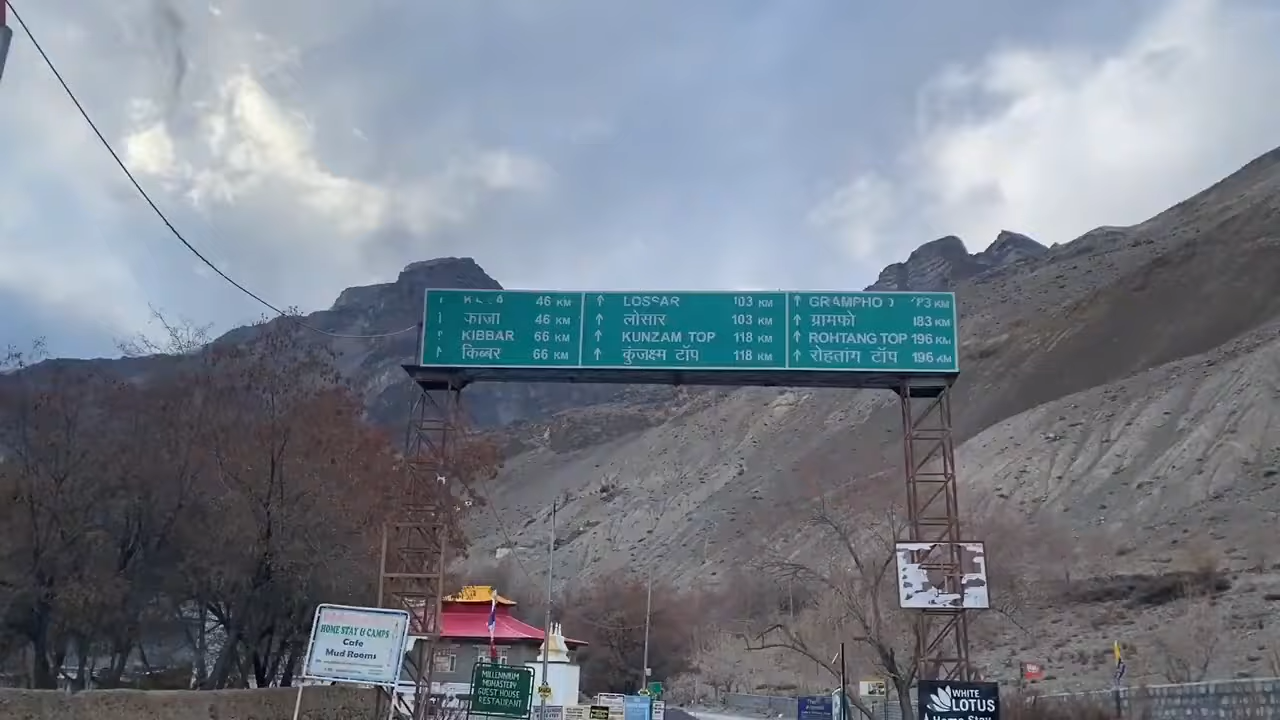 46 KM
फाजा 46 KM
KIBBAR 66 KM
किब्बर 66 KM
↑ LOSSAR 103 KM
↑ लोसार 103 KM
↑ KUNZAM TOP 118 KM
↑ कुंजक्ष्म टॉप 118 KM
↑ GRAMPHO
↑ ग्रामफो 183 KM
↑ ROHTANG TOP 196 KM
↑ रोहतांग टॅाप 196 KM
HOME STAY & CAMPS
Cafe
Mud Rooms
MILLENNIUM
MONASTERY
GUEST HOUSE
RESTAURANT
WHITE
LOTUS
Home Stay